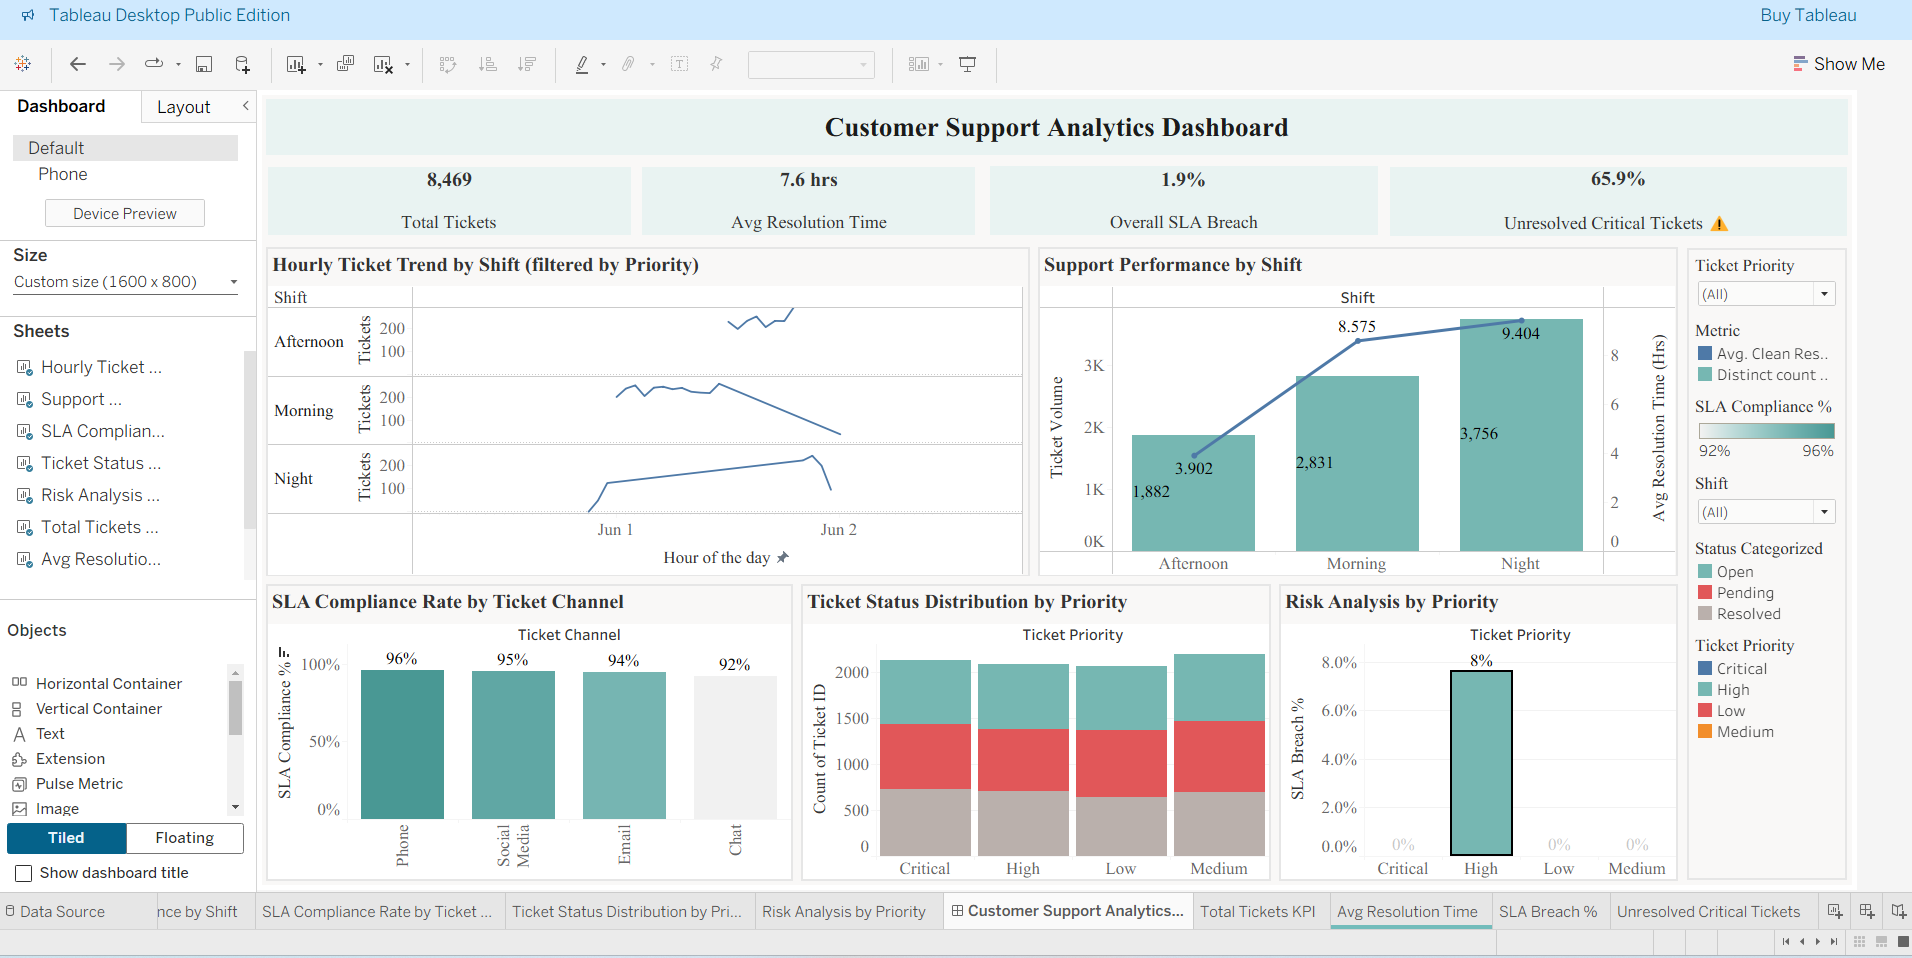 Tableau Desktop Public Edition
Buy Tableau
Show Me
Dashboard
Layout
Default
Phone
Device Preview
Size
Custom size (1600 x 800)
Sheets
Hourly Ticket ...
Support ...
SLA Complian...
Ticket Status ...
Risk Analysis ...
Total Tickets ...
Avg Resolutio...
Objects
Horizontal Container
Vertical Container
Text
Extension
Pulse Metric
Image
Tiled
Floating
Show dashboard title
Customer Support Analytics Dashboard
8,469
Total Tickets
7.6 hrs
Avg Resolution Time
1.9%
Overall SLA Breach
65.9%
Unresolved Critical Tickets
Hourly Ticket Trend by Shift (filtered by Priority)
Shift
Afternoon
Tickets
200
100
Morning
Tickets
200
100
Night
Tickets
200
100
Jun 1
Jun 2
Hour of the day
Support Performance by Shift
Shift
Ticket Volume
3K
2K
1K
0K
3.902
8.575
9.404
1,882
2,831
3,756
Afternoon
Morning
Night
8
6
4
2
0
Avg Resolution Time (Hrs)
Ticket Priority
(All)
Metric
Avg. Clean Res..
Distinct count ..
SLA Compliance %
92%
96%
Shift
(All)
Status Categorized
Open
Pending
Resolved
Ticket Priority
Critical
High
Low
Medium
SLA Compliance Rate by Ticket Channel
Ticket Channel
SLA Compliance %
100%
50%
0%
96%
95%
94%
92%
Phone
Social
Media
Email
Chat
Ticket Status Distribution by Priority
Ticket Priority
Count of Ticket ID
2000
1500
1000
500
0
Critical
High
Low
Medium
Risk Analysis by Priority
Ticket Priority
SLA Breach %
8.0%
6.0%
4.0%
2.0%
0.0%
0%
8%
0%
0%
Critical
High
Low
Medium
Data Source
nce by Shift
SLA Compliance Rate by Ticket ...
Ticket Status Distribution by Pri...
Risk Analysis by Priority
Customer Support Analytics...
Total Tickets KPI
Avg Resolution Time
SLA Breach %
Unresolved Critical Tickets